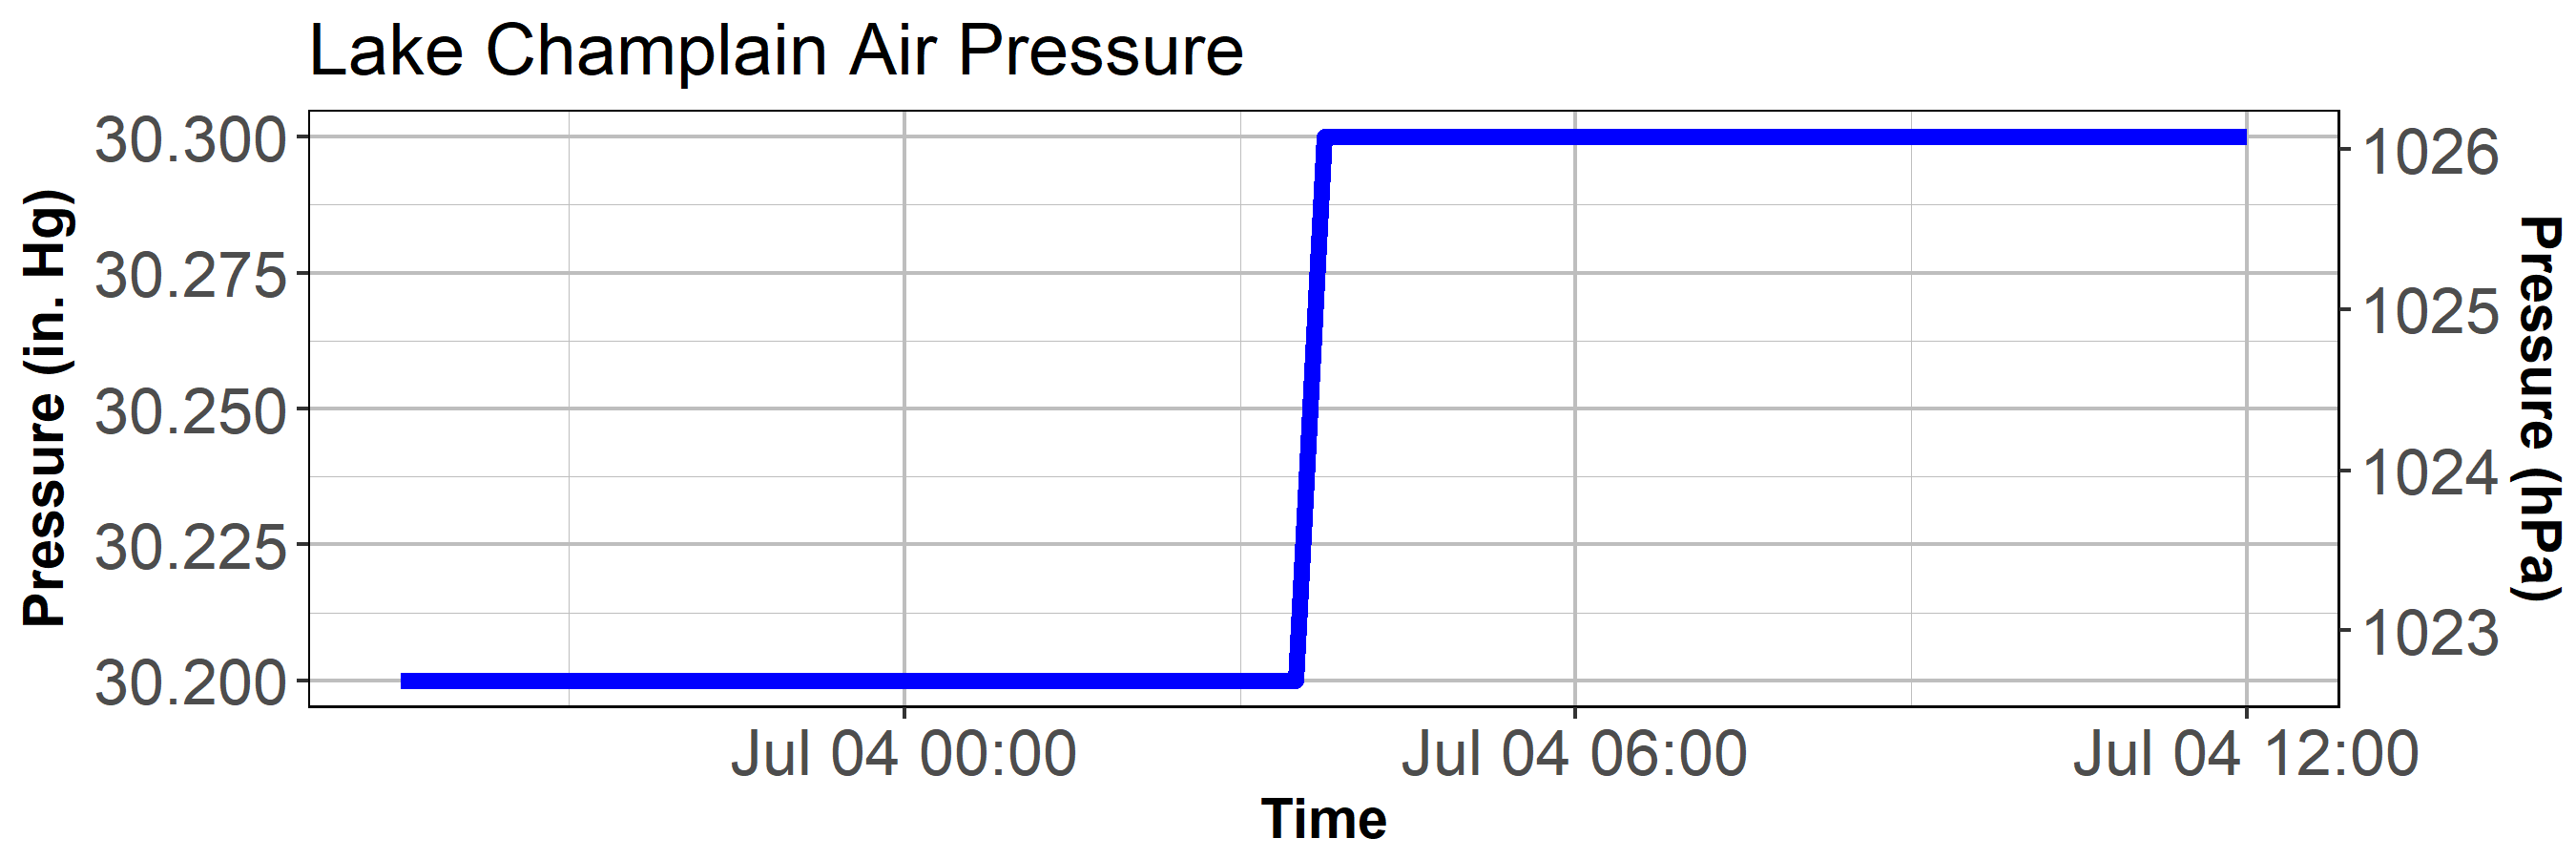 Lake Champlain Air Pressure
30.300
30.275
30.250
30.225
30.200
Pressure (in. Hg)
1026
1025
1024
1023
Pressure (hPa)
Jul 04 00:00
Jul 04 06:00
Jul 04 12:00
Time